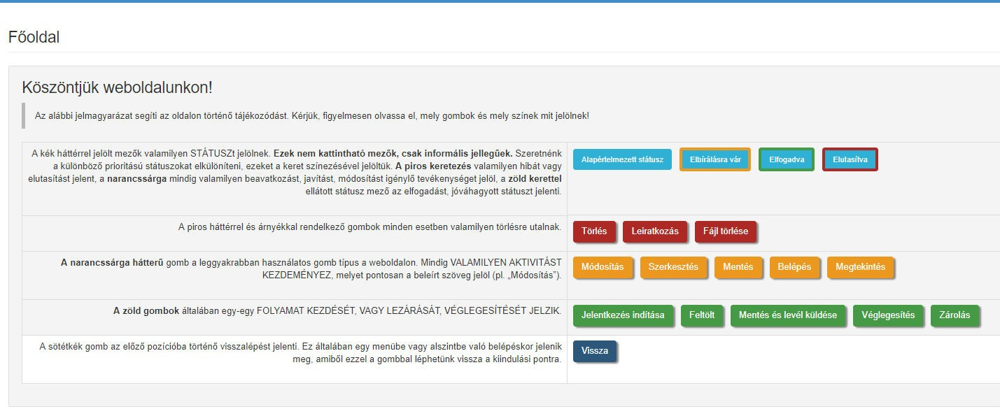 Főoldal
Köszöntjük weboldalunkon!
Az alábbi jelmagyarázat segíti az oldalon történő tájékozódást. Kérjük, figyelmesen olvassa el, mely gombok és mely színek mit jelölnek!
A kék háttérrel jelölt mezők valamilyen STÁTUSZt jelölnek. Ezek nem kattintható mezők, csak informális jellegűek. Szeretnénk
a különböző prioritású státuszokat elkülöníteni, ezeket a keret színezésével jelöltük. A piros keretezés valamilyen hibát vagy
elutasítást jelent, a narancssárga mindig valamilyen beavatkozást, javítást, módosítást igénylő tevékenységet jelöl, a zöld kerettel
ellátott státusz mező az elfogadást, jóváhagyott státuszt jelenti.
Alapértelmezett státusz Elbírálásra vár Elfogadva Elutasítva
A piros háttérrel és árnyékkal rendelkező gombok minden esetben valamilyen törlésre utalnak.
Törlés Leiratkozás Fájl törlése
A narancssárga hátterű gomb a leggyakrabban használatos gomb típus a weboldalon. Mindig VALAMILYEN AKTIVITÁST
KEZDEMÉNYEZ, melyet pontosan a beleírt szöveg jelöl (pl. „Módosítás”).
Módosítás Szerkesztés Mentés Belépés Megtekintés
A zöld gombok általában egy-egy FOLYAMAT KEZDÉSÉT, VAGY LEZÁRÁSÁT, VÉGLEGESÍTÉSÉT JELZIK.
Jelentkezés indítása Feltölt Mentés és levél küldése Véglegesítés Zárolás
A sötétkék gomb az előző pozícióba történő visszalépést jelenti. Ez általában egy menübe vagy alszintbe való belépéskor jelenik
meg, amiből ezzel a gombbal léphetünk vissza a kiindulási pontra.
Vissza